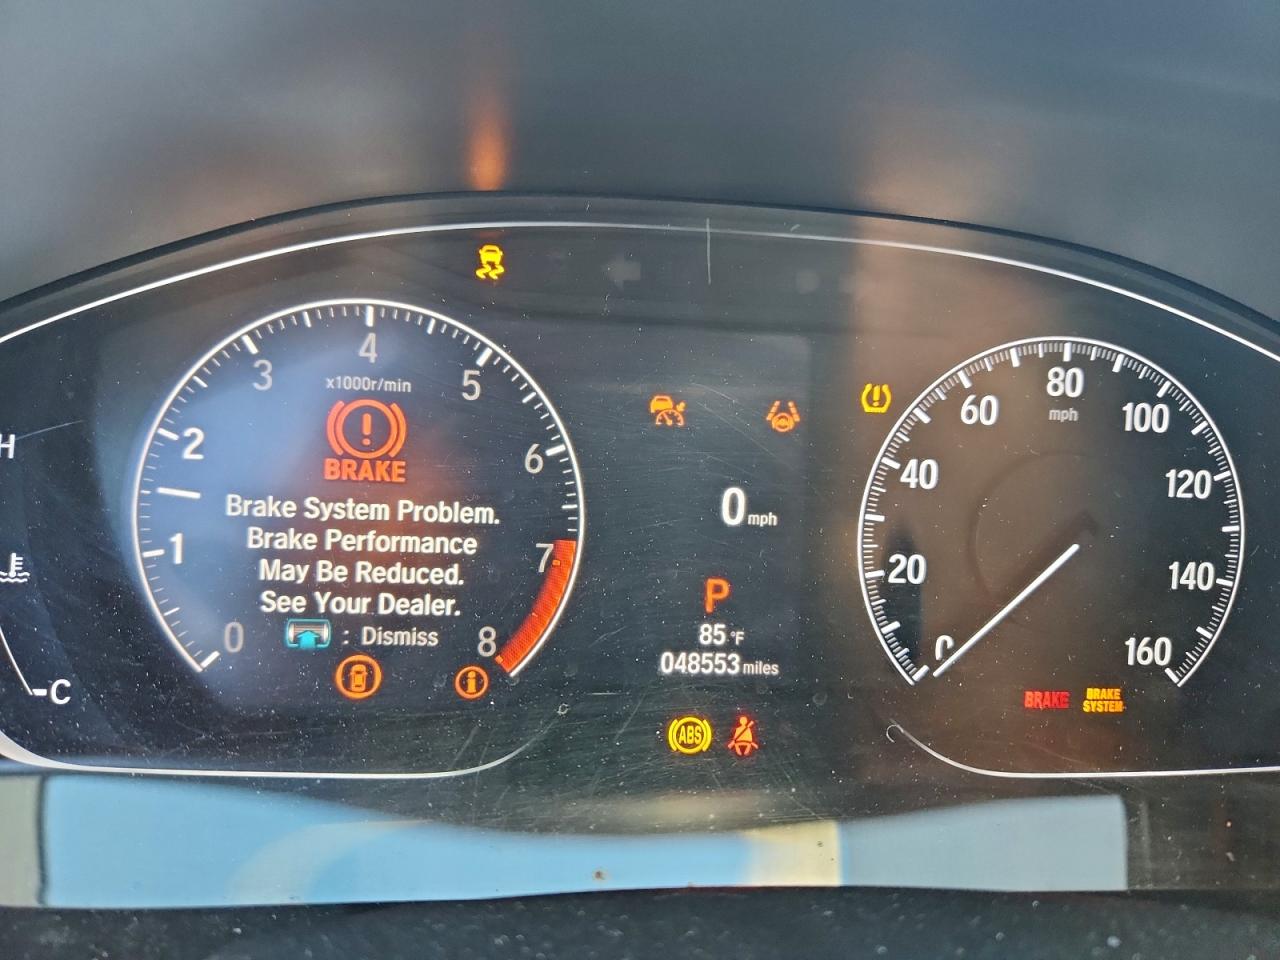 4
3
5
x1000r/min
80
mph
60
100
2
6
BRAKE
H
40
120
Brake System Problem.
0 mph
Brake Performance
1
7
May Be Reduced.
20
140
See Your Dealer.
P
0
: Dismiss
8
85 °F
0
160
048553 miles
C
BRAKE
BRAKE
SYSTEM
ABS